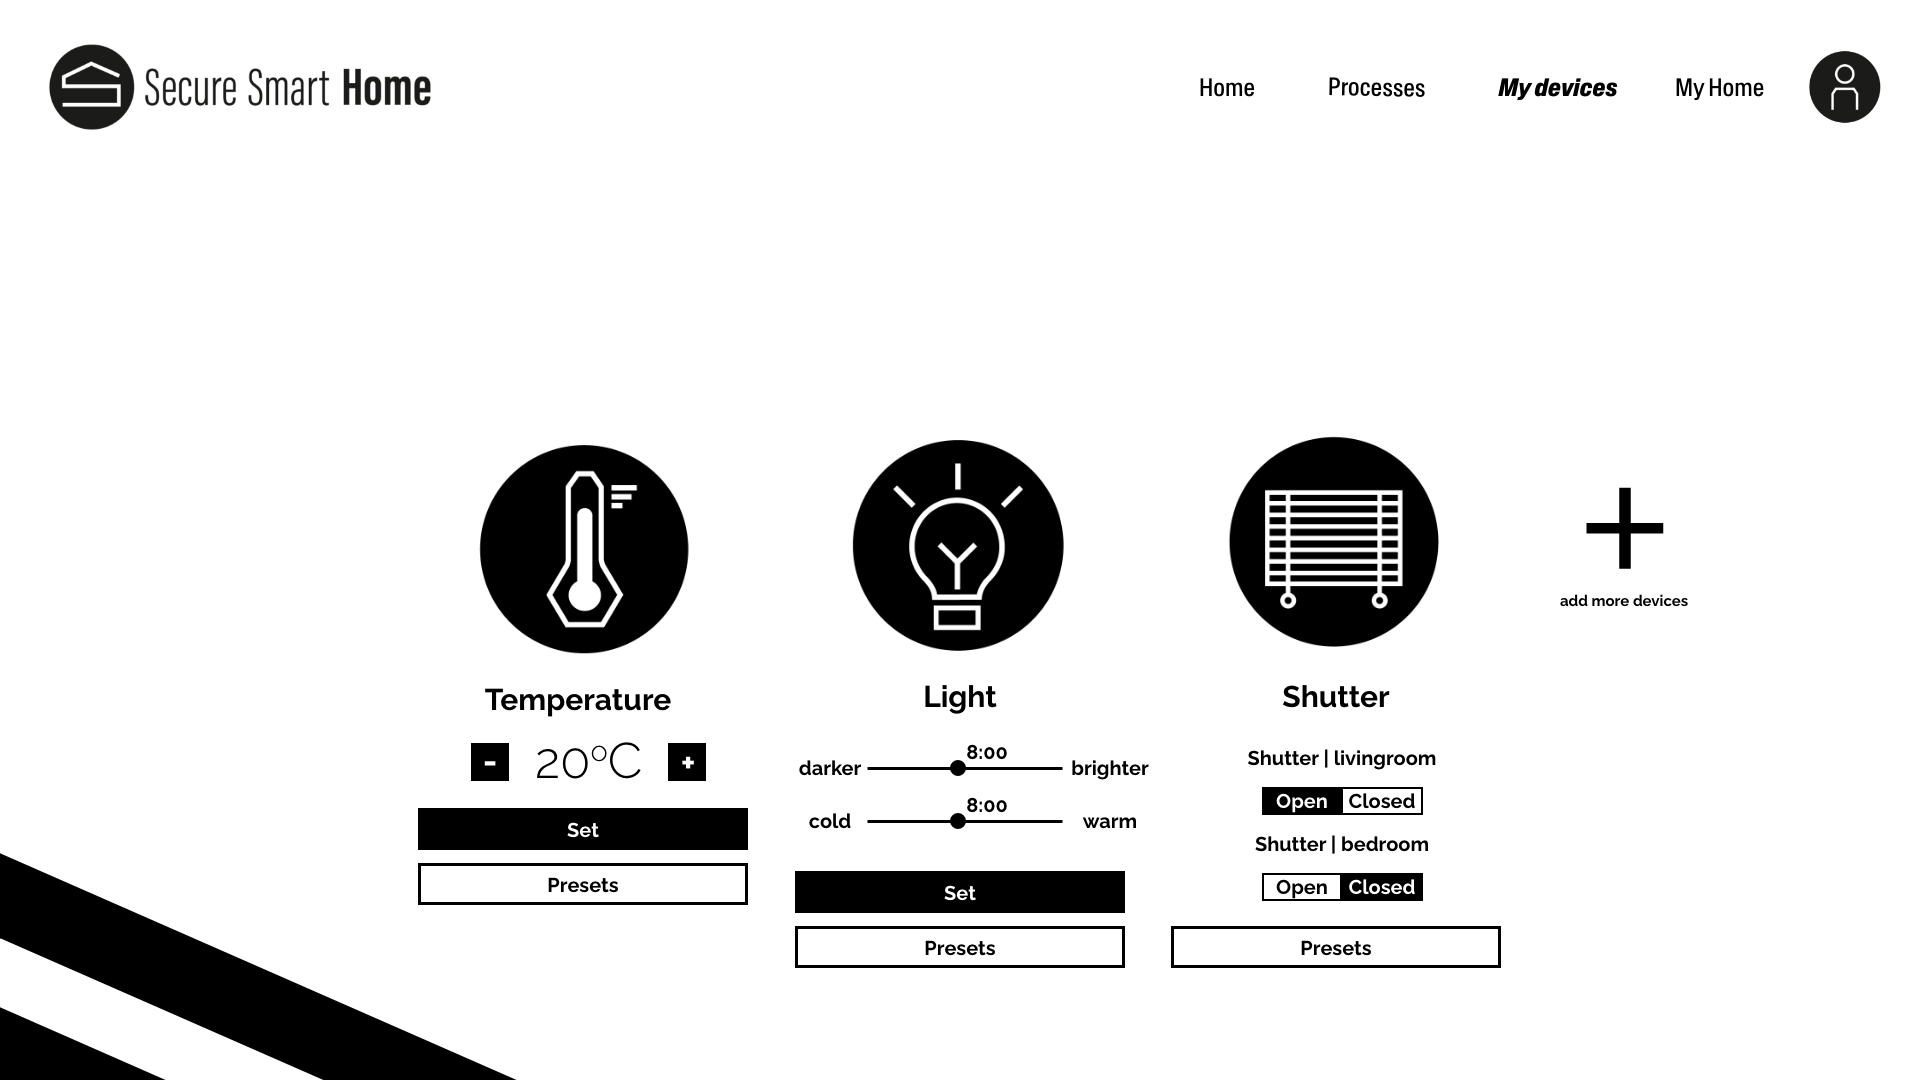 Secure Smart Home
Home
Processes
My devices
My Home
add more devices
Temperature
- 20°C +
Set
Presets
Light
8:00
darker brighter
8:00
cold warm
Set
Presets
Shutter
Shutter | livingroom
Open Closed
Shutter | bedroom
Open Closed
Presets